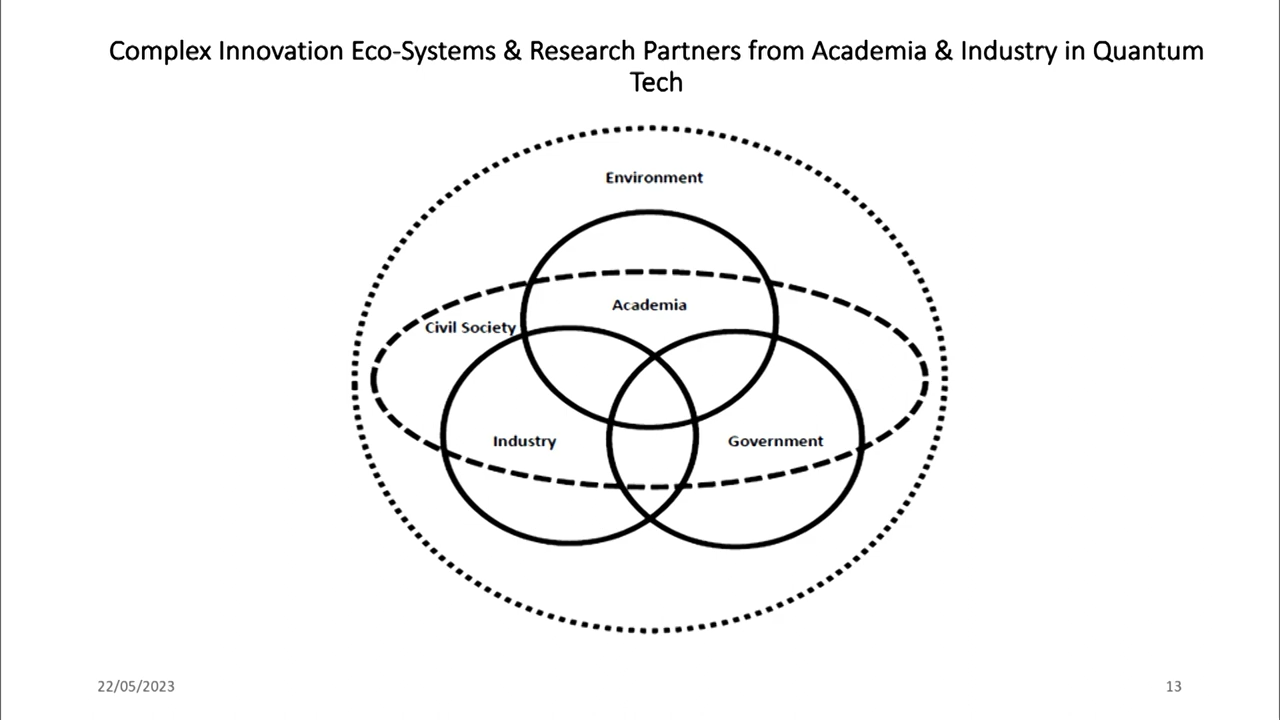 Complex Innovation Eco-Systems & Research Partners from Academia & Industry in Quantum
Tech
Environment
Academia
Civil Society
Industry
Government
22/05/2023
13